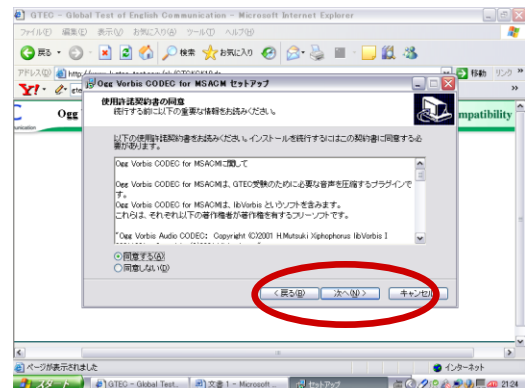 GTEC - Global Test of English Communication - Microsoft Internet Explorer
ファイル(F) 編集(E) 表示(V) お気に入り(A) ツール(T) ヘルプ(H)
戻る 検索 お気に入り
アドレス(D) 移動 リンク
Y!
Ogg mpatibility
Ogg Vorbis CODEC for MSACM セットアップ
使用許諾契約書の同意
続行する前に以下の重要な情報をお読みください。
以下の使用許諾契約書をお読みください。インストールを続行するにはこの契約書に同意する必
要があります。
Ogg Vorbis CODEC for MSACMに関して
Ogg Vorbis CODEC for MSACMは、GTEC受験のために必要な音声を圧縮するプラグインで
す。
Ogg Vorbis CODEC for MSACMは、libVorbis というソフトを含みます。
これらは、それぞれ以下の著作権者が著作権を有するフリーソフトです。
"Ogg Vorbis Audio CODEC: Copyright (C)2001 H.Mutsuki Xiphophorus libVorbis I
同意する(A)
同意しない(D)
< 戻る(B) 次へ(N) > キャンセル
ページが表示されました インターネット
スタート GTEC - Global Test... 文書 1 - Microsoft ... セットアップ 21:24